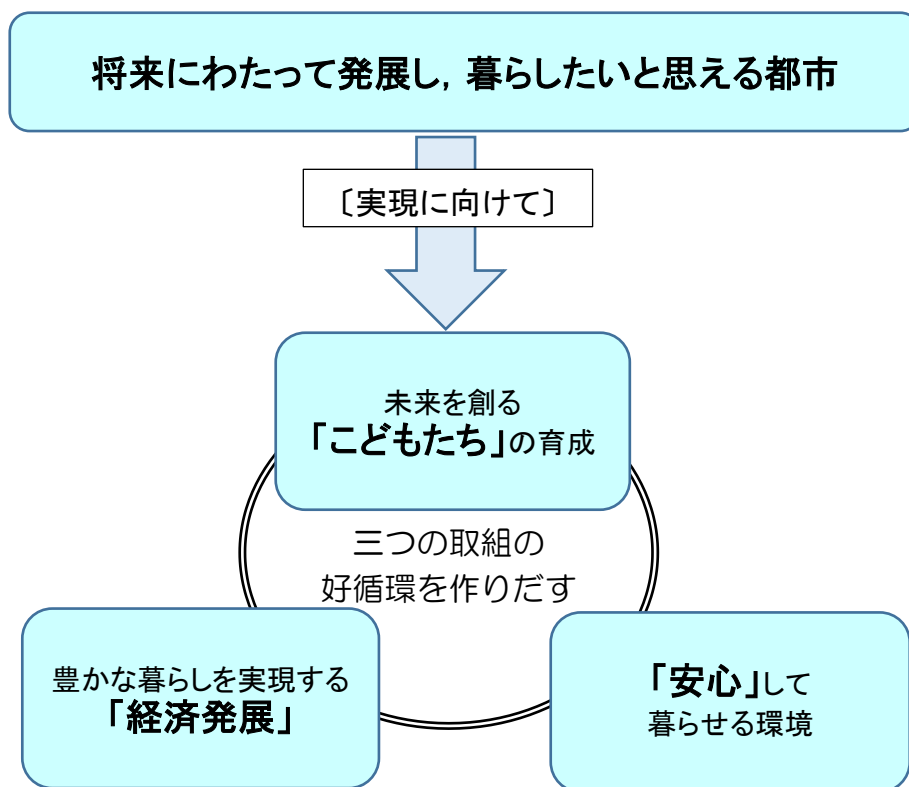 将来にわたって発展し，暮らしたいと思える都市
〔実現に向けて〕
未来を創る
「こどもたち」の育成
三つの取組の
好循環を作りだす
豊かな暮らしを実現する
「経済発展」
「安心」して
暮らせる環境